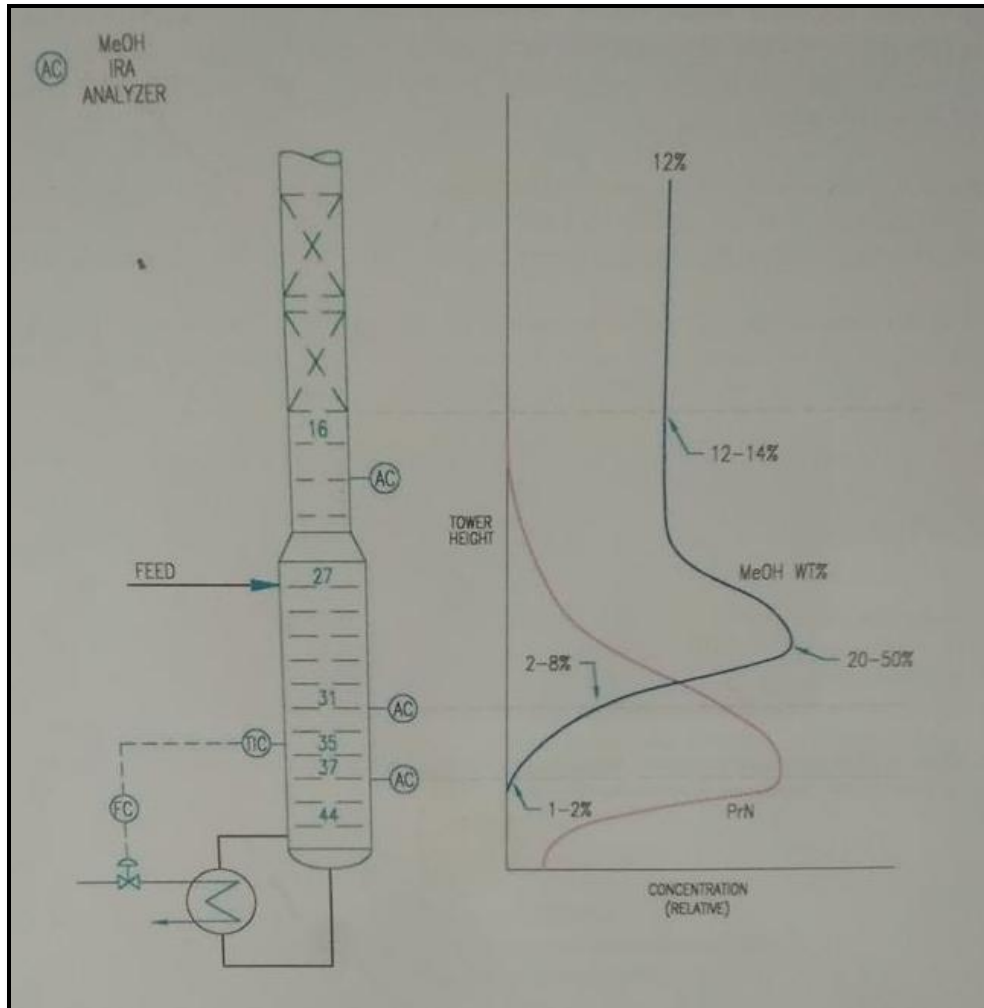 AC
MeOH
IRA
ANALYZER
12%
X
X
16
12-14%
AC
TOWER
HEIGHT
FEED
27
MeOH WT%
2-8%
20-50%
31
AC
TIC
35
37
AC
FC
1-2%
44
PrN
CONCENTRATION
(RELATIVE)